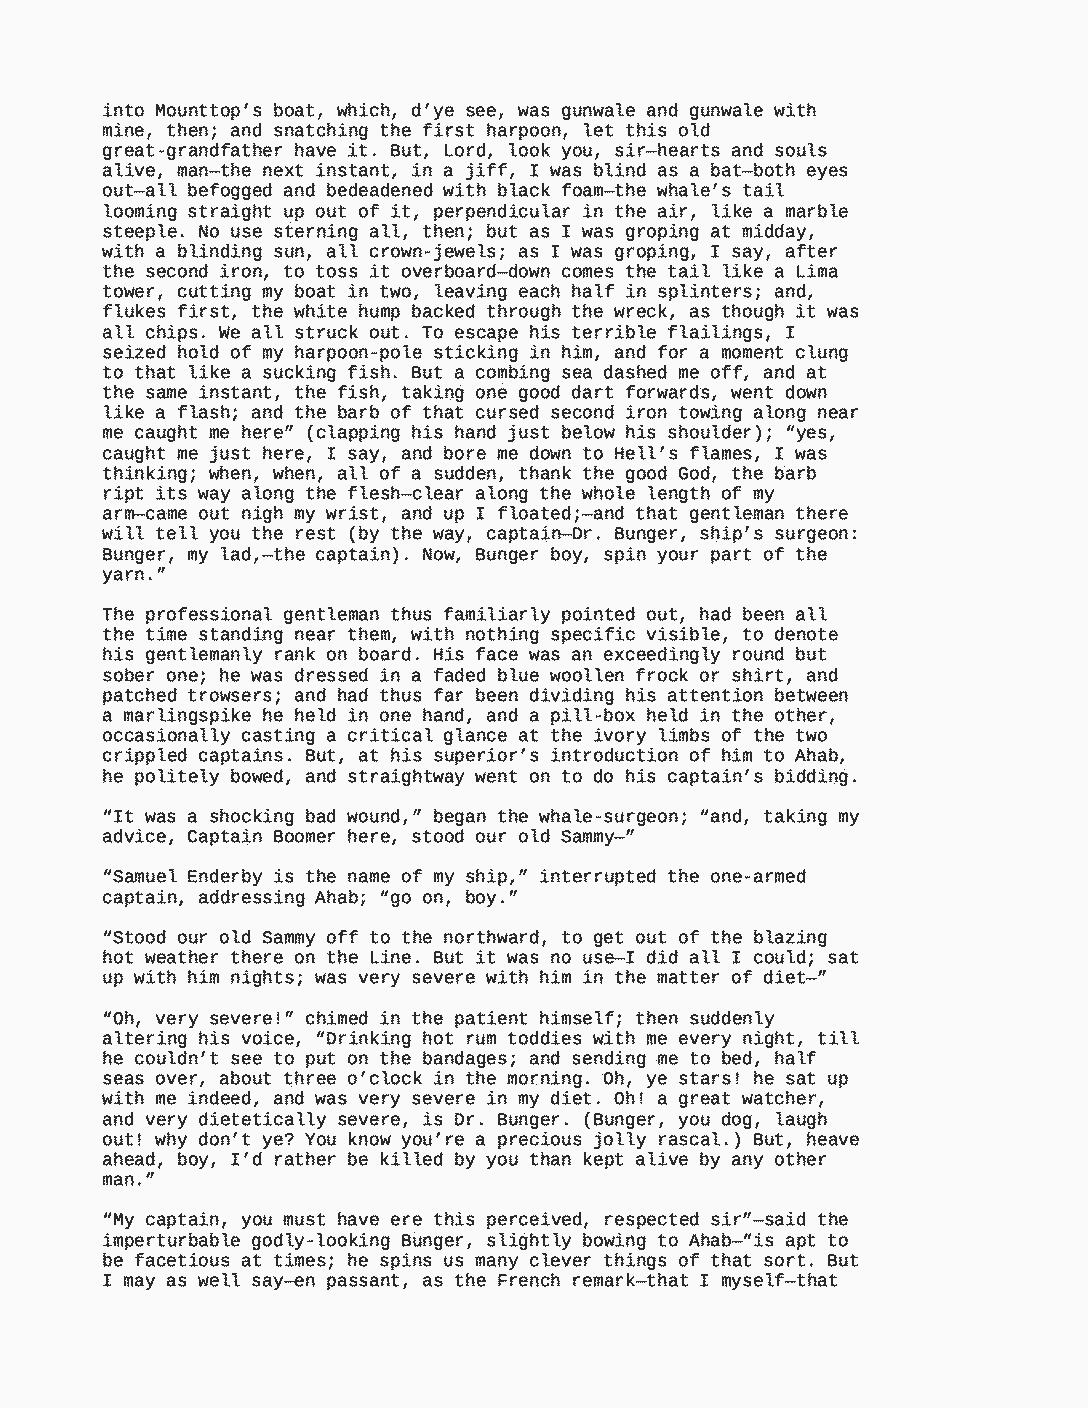 into Mounttop’s boat, which, d’ye see, was gunwale and gunwale with
mine, then; and snatching the first harpoon, let this old
great-grandfather have it. But, Lord, look you, sir—hearts and souls
alive, man—the next instant, in a jiff, I was blind as a bat—both eyes
out—all befogged and bedeadened with black foam—the whale’s tail
looming straight up out of it, perpendicular in the air, like a marble
steeple. No use sterning all, then; but as I was groping at midday,
with a blinding sun, all crown-jewels; as I was groping, I say, after
the second iron, to toss it overboard—down comes the tail like a Lima
tower, cutting my boat in two, leaving each half in splinters; and,
flukes first, the white hump backed through the wreck, as though it was
all chips. We all struck out. To escape his terrible flailings, I
seized hold of my harpoon-pole sticking in him, and for a moment clung
to that like a sucking fish. But a combing sea dashed me off, and at
the same instant, the fish, taking one good dart forwards, went down
like a flash; and the barb of that cursed second iron towing along near
me caught me here” (clapping his hand just below his shoulder); “yes,
caught me just here, I say, and bore me down to Hell’s flames, I was
thinking; when, when, all of a sudden, thank the good God, the barb
ript its way along the flesh—clear along the whole length of my
arm—came out nigh my wrist, and up I floated;—and that gentleman there
will tell you the rest (by the way, captain—Dr. Bunger, ship’s surgeon:
Bunger, my lad,—the captain). Now, Bunger boy, spin your part of the
yarn.”

The professional gentleman thus familiarly pointed out, had been all
the time standing near them, with nothing specific visible, to denote
his gentlemanly rank on board. His face was an exceedingly round but
sober one; he was dressed in a faded blue woollen frock or shirt, and
patched trowsers; and had thus far been dividing his attention between
a marlingspike he held in one hand, and a pill-box held in the other,
occasionally casting a critical glance at the ivory limbs of the two
crippled captains. But, at his superior’s introduction of him to Ahab,
he politely bowed, and straightway went on to do his captain’s bidding.

“It was a shocking bad wound,” began the whale-surgeon; “and, taking my
advice, Captain Boomer here, stood our old Sammy—”

“Samuel Enderby is the name of my ship,” interrupted the one-armed
captain, addressing Ahab; “go on, boy.”

“Stood our old Sammy off to the northward, to get out of the blazing
hot weather there on the Line. But it was no use—I did all I could; sat
up with him nights; was very severe with him in the matter of diet—”

“Oh, very severe!” chimed in the patient himself; then suddenly
altering his voice, “Drinking hot rum toddies with me every night, till
he couldn’t see to put on the bandages; and sending me to bed, half
seas over, about three o’clock in the morning. Oh, ye stars! he sat up
with me indeed, and was very severe in my diet. Oh! a great watcher,
and very dietetically severe, is Dr. Bunger. (Bunger, you dog, laugh
out! why don’t ye? You know you’re a precious jolly rascal.) But, heave
ahead, boy, I’d rather be killed by you than kept alive by any other
man.”

“My captain, you must have ere this perceived, respected sir”—said the
imperturbable godly-looking Bunger, slightly bowing to Ahab—“is apt to
be facetious at times; he spins us many clever things of that sort. But
I may as well say—en passant, as the French remark—that I myself—that